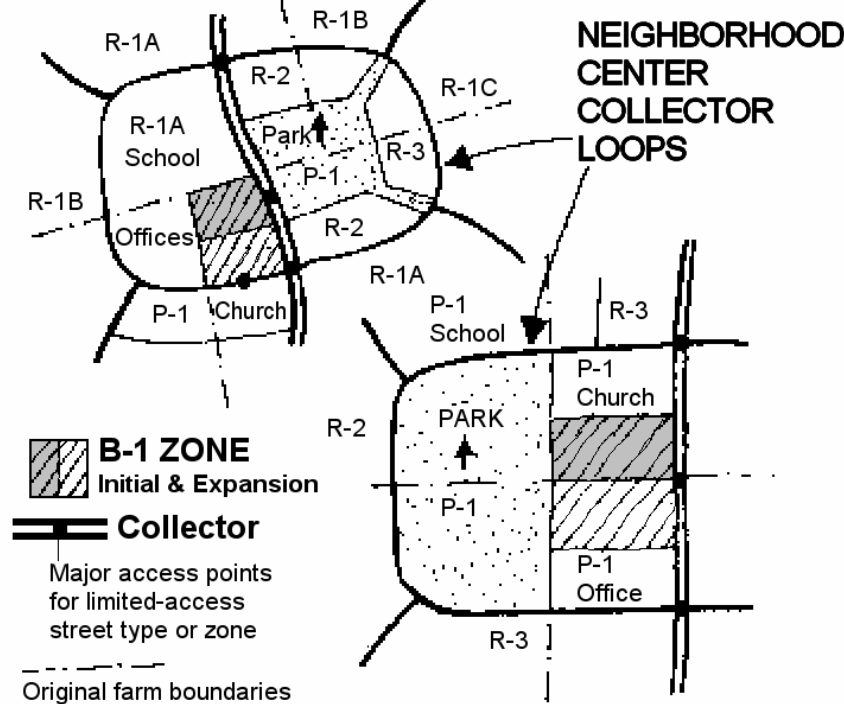 R-1A
R-1B
R-2
R-1C
R-1A
School
Park
P-1
R-3
R-1B
Offices
R-2
R-1A
P-1
Church
NEIGHBORHOOD
CENTER
COLLECTOR
LOOPS
P-1
School
R-3
P-1
Church
R-2
PARK
P-1
P-1
Office
R-3
B-1 ZONE
Initial & Expansion
Collector
Major access points
for limited-access
street type or zone
Original farm boundaries